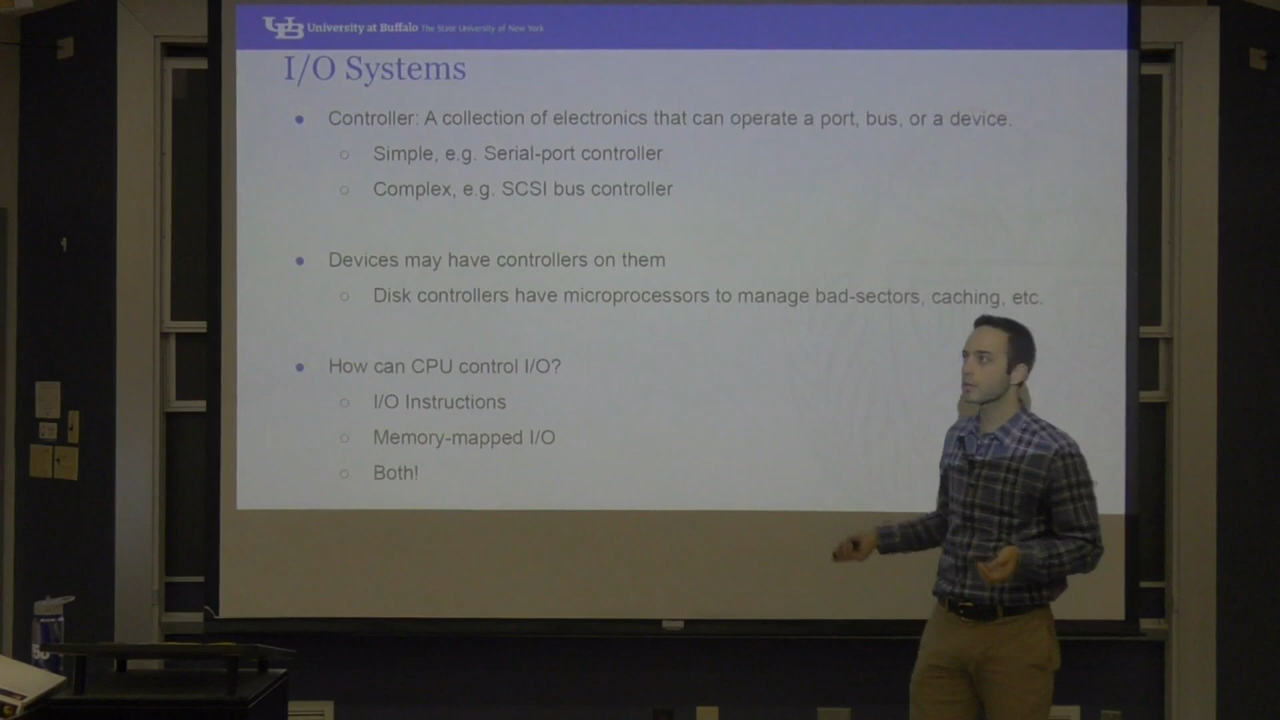 UB University at Buffalo The State University of New York
I/O Systems
● Controller: A collection of electronics that can operate a port, bus, or a device.
○ Simple, e.g. Serial-port controller
○ Complex, e.g. SCSI bus controller
● Devices may have controllers on them
○ Disk controllers have microprocessors to manage bad-sectors, caching, etc.
● How can CPU control I/O?
○ I/O Instructions
○ Memory-mapped I/O
○ Both!